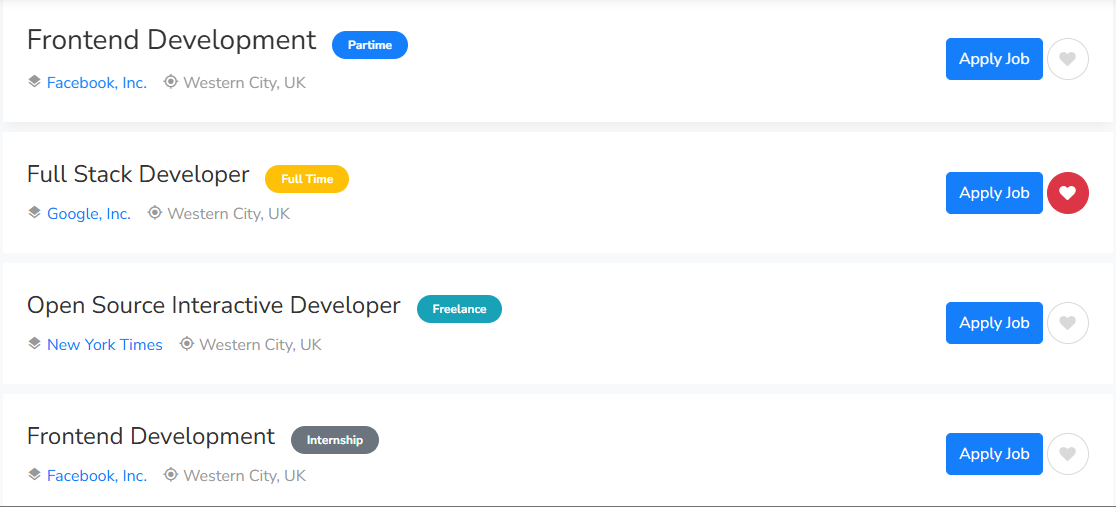 Frontend Development Partime
Facebook, Inc. Western City, UK
Apply Job
Full Stack Developer Full Time
Google, Inc. Western City, UK
Apply Job
Open Source Interactive Developer Freelance
New York Times Western City, UK
Apply Job
Frontend Development Internship
Facebook, Inc. Western City, UK
Apply Job